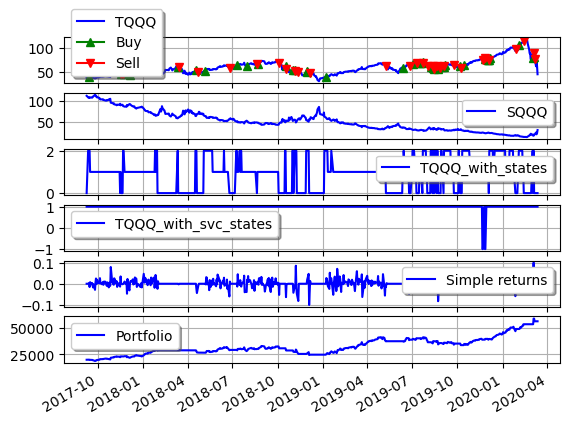 TQQQ
Buy
Sell
100
50
100
50
SQQQ
2
0
TQQQ_with_states
1
−1
TQQQ_with_svc_states
0.1
0.0
−0.1
Simple returns
50000
25000
Portfolio
2017-10 2018-01 2018-04 2018-07 2018-10 2019-01 2019-04 2019-07 2019-10 2020-01 2020-04